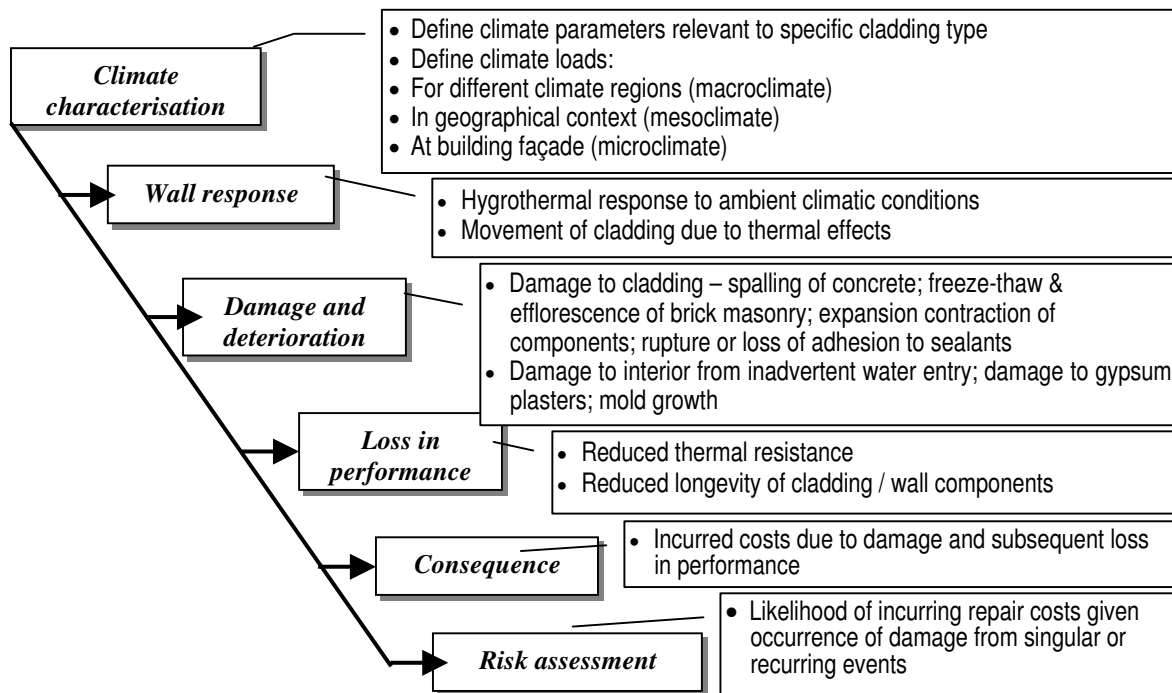 Climate
characterisation
• Define climate parameters relevant to specific cladding type
• Define climate loads:
• For different climate regions (macroclimate)
• In geographical context (mesoclimate)
• At building façade (microclimate)
Wall response
• Hygrothermal response to ambient climatic conditions
• Movement of cladding due to thermal effects
Damage and
deterioration
• Damage to cladding – spalling of concrete; freeze-thaw &
efflorescence of brick masonry; expansion contraction of
components; rupture or loss of adhesion to sealants
• Damage to interior from inadvertent water entry; damage to gypsum
plasters; mold growth
Loss in
performance
• Reduced thermal resistance
• Reduced longevity of cladding / wall components
Consequence
• Incurred costs due to damage and subsequent loss
in performance
Risk assessment
• Likelihood of incurring repair costs given
occurrence of damage from singular or
recurring events